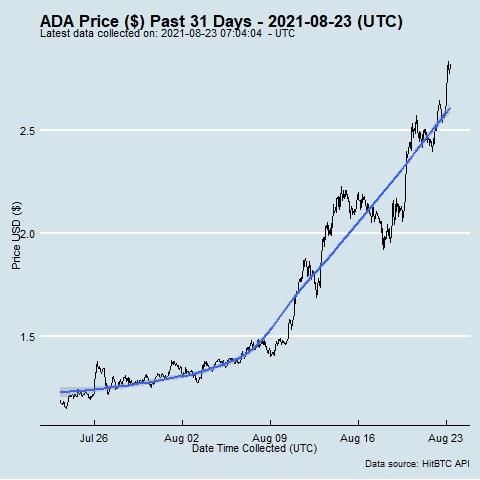 ADA Price ($) Past 31 Days - 2021-08-23 (UTC)
Latest data collected on: 2021-08-23 07:04:04  - UTC
2.5
2.0
1.5
Price USD ($)
Jul 26 Aug 02 Aug 09 Aug 16 Aug 23
Date Time Collected (UTC)
Data source: HitBTC API